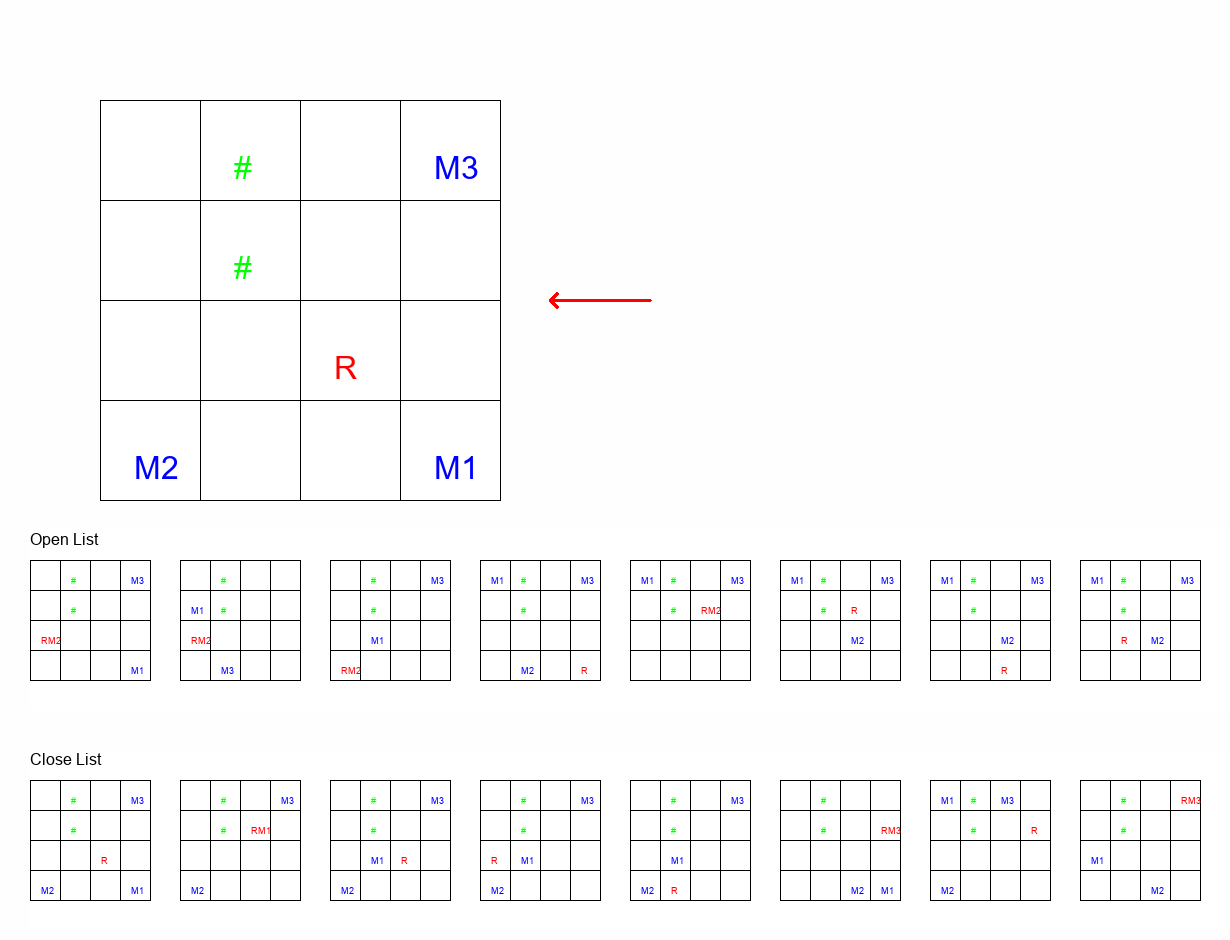 # M3
#
R
M2 M1
Open List
# M3 # # M3 M1 # M3 M1 # M3 M1 # M3 M1 # M3 M1 # M3
# M1 # # # # RM2 # R # #
RM2 RM2 M1 M2 M2 R M2
M1 M3 RM2 M2 R R
Close List
# M3 # M3 # M3 # M3 # M3 # M1 # M3 # RM3
# # RM1 # # # # RM3 # R #
R M1 R R M1 M1 M1
M2 M1 M2 M2 M2 M2 R M2 M1 M2 M2